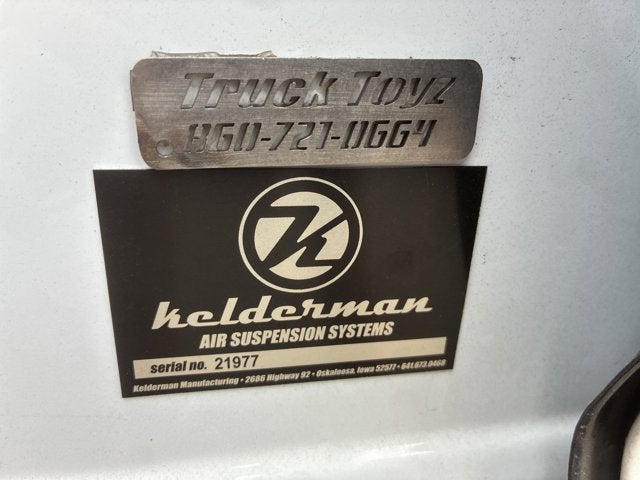 Truck Toyz
860-721-0664
K
kelderman
AIR SUSPENSION SYSTEMS
serial no. 21977
Kelderman Manufacturing • 2686 Highway 92 • Oskaloosa, Iowa 52577 • 641.673.0468